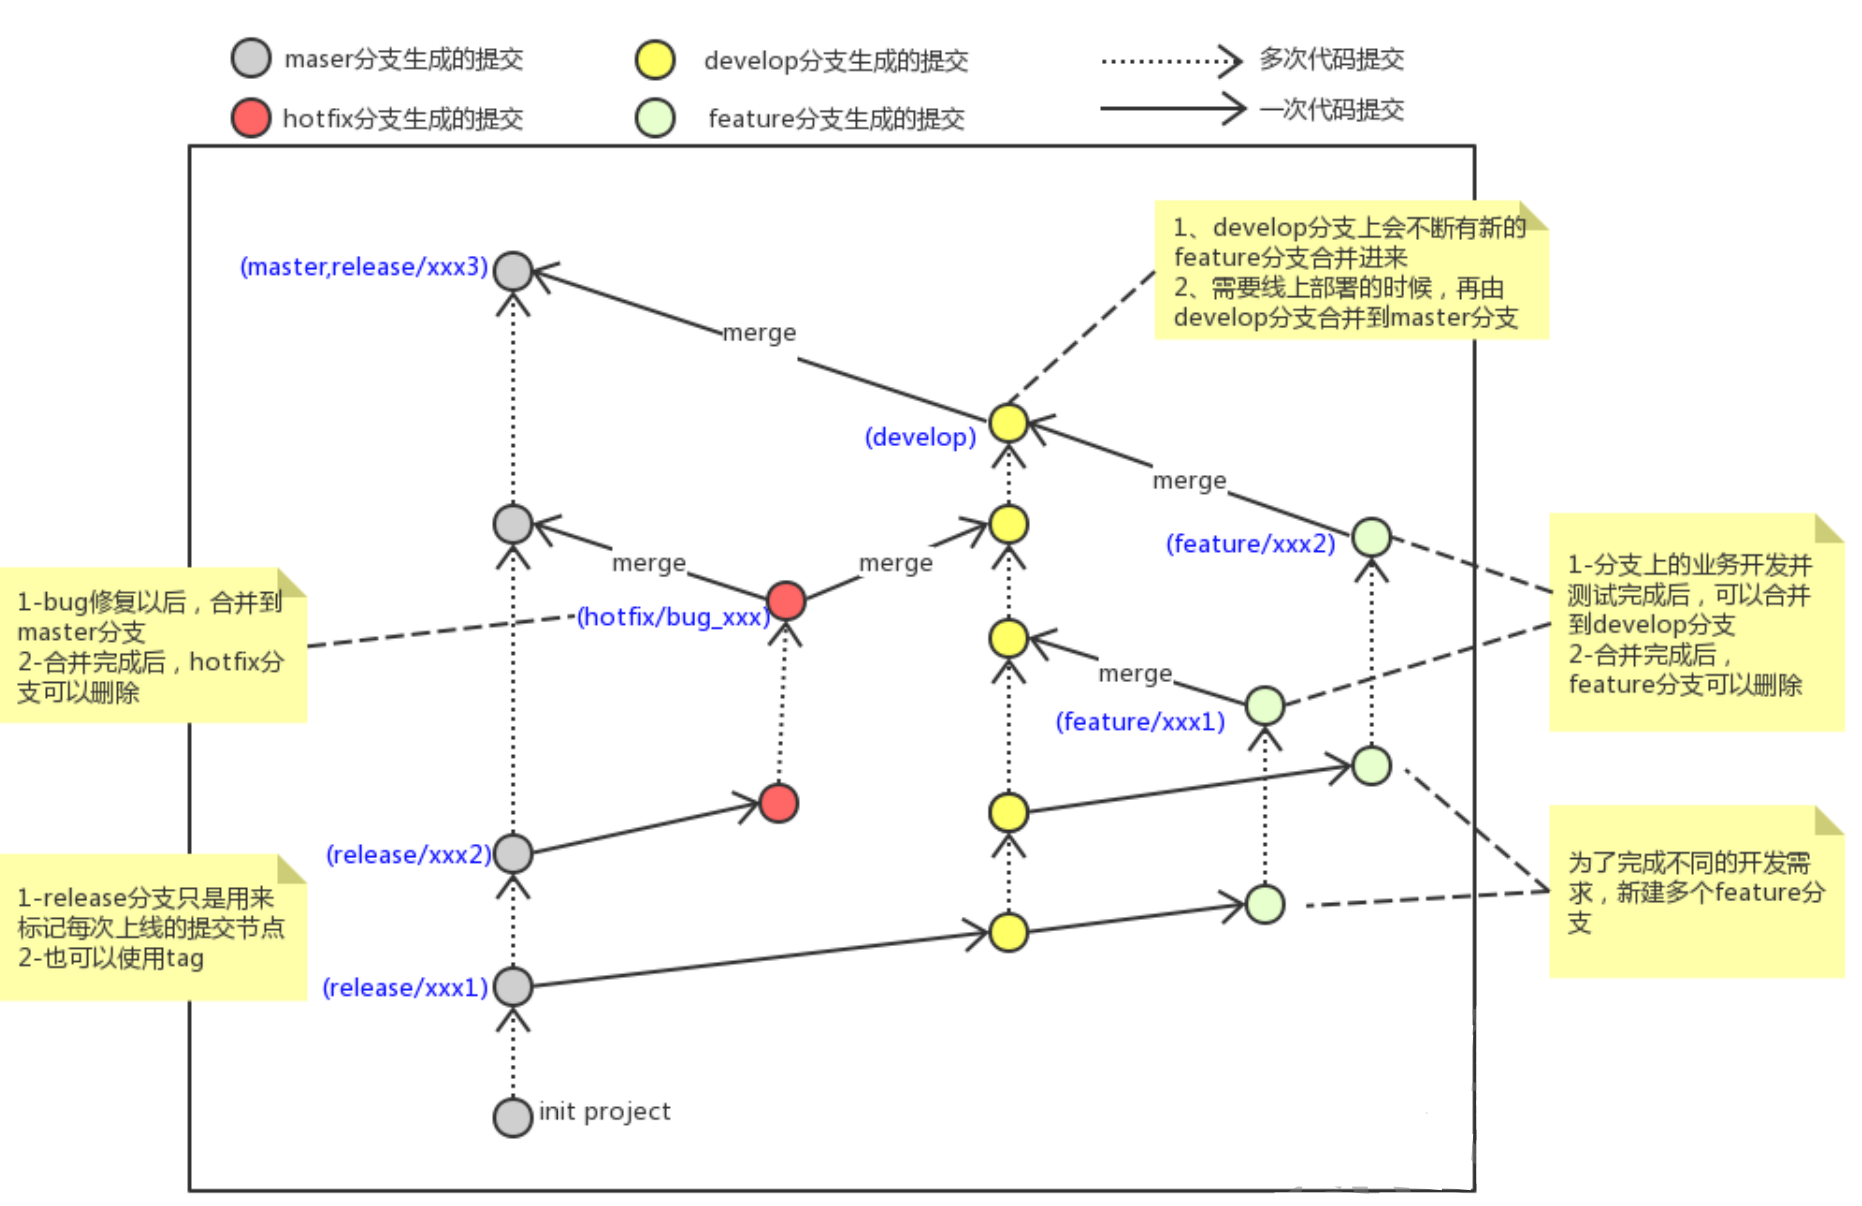 maser分支生成的提交
develop分支生成的提交
多次代码提交
hotfix分支生成的提交
feature分支生成的提交
一次代码提交
1、develop分支上会不断有新的
feature分支合并进来
2、需要线上部署的时候，再由
develop分支合并到master分支
(master,release/xxx3)
merge
(develop)
merge
(feature/xxx2)
merge
merge
1-分支上的业务开发并
测试完成后，可以合并
到develop分支
2-合并完成后，
feature分支可以删除
1-bug修复以后，合并到
master分支
2-合并完成后，hotfix分
支可以删除
(hotfix/bug_xxx)
merge
(feature/xxx1)
(release/xxx2)
为了完成不同的开发需
求，新建多个feature分
支
1-release分支只是用来
标记每次上线的提交节点
2-也可以使用tag
(release/xxx1)
init project